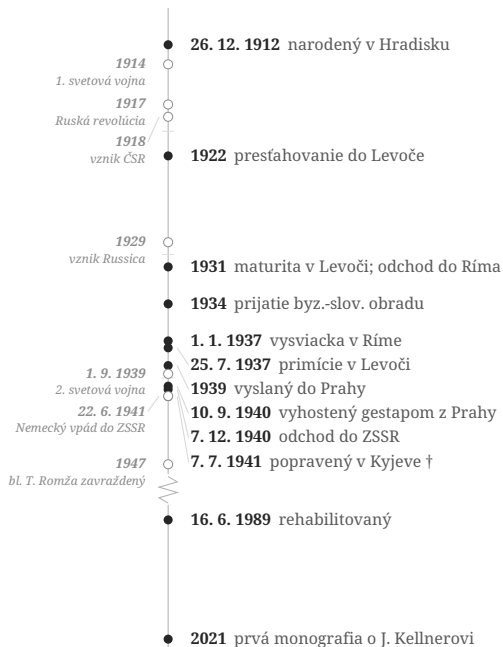 26. 12. 1912 narodený v Hradisku
1914
1. svetová vojna
1917
Ruská revolúcia
1918
vznik ČSR
1922 presťahovanie do Levoče
1929
vznik Russica
1931 maturita v Levoči; odchod do Ríma
1934 prijatie byz.-slov. obradu
1. 1. 1937 vysviacka v Ríme
25. 7. 1937 primície v Levoči
1. 9. 1939
2. svetová vojna
1939 vyslaný do Prahy
22. 6. 1941
Nemecký vpád do ZSSR
10. 9. 1940 vyhostený gestapom z Prahy
7. 12. 1940 odchod do ZSSR
7. 7. 1941 popravený v Kyjeve †
1947
bl. T. Romža zavraždený
16. 6. 1989 rehabilitovaný
2021 prvá monografia o J. Kellnerovi